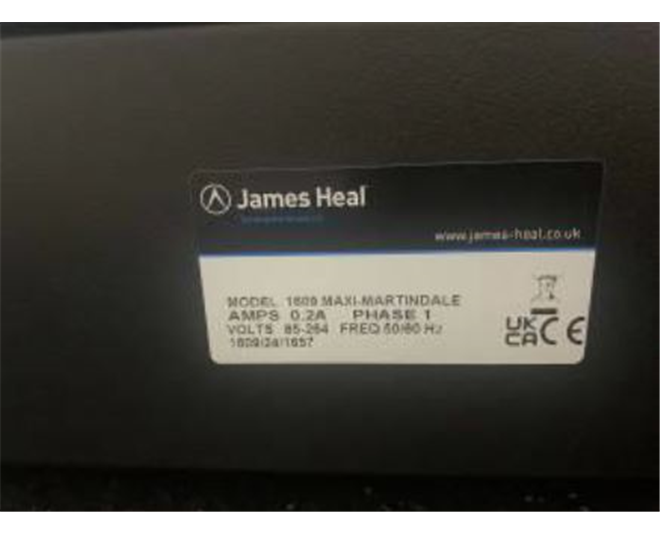 James Heal
www.james-heal.co.uk
MODEL 1609 MAXI-MARTINDALE
AMPS 0.2A PHASE 1
VOLTS 85-264 FREQ 50/60 Hz
1609/24/1657
UK
CA CE